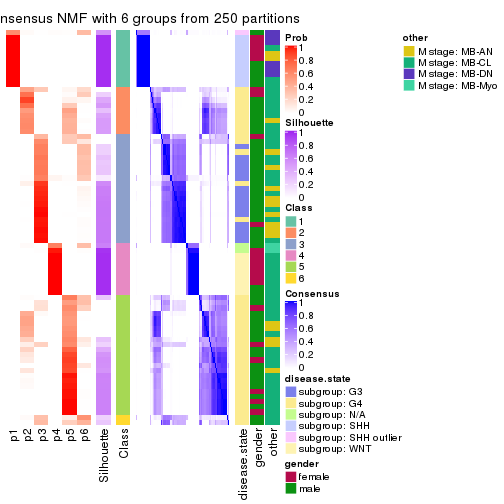 nsensus NMF with 6 groups from 250 partitions
Prob
1
0.8
0.6
0.4
0.2
0
Silhouette
1
0.8
0.6
0.4
0.2
0
Class
1
2
3
4
5
6
Consensus
1
0.8
0.6
0.4
0.2
0
disease.state
subgroup: G3
subgroup: G4
subgroup: N/A
subgroup: SHH
subgroup: SHH outlier
subgroup: WNT
gender
female
male
other
M stage: MB-AN
M stage: MB-CL
M stage: MB-DN
M stage: MB-Myo
p1
p2
p3
p4
p5
p6
Silhouette
Class
disease.state
gender
other